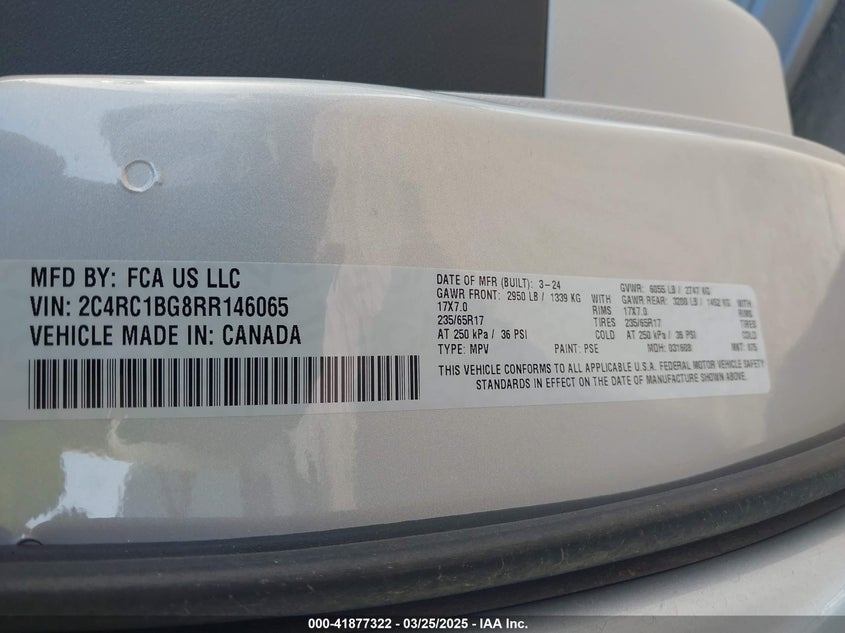 MFD BY: FCA US LLC
VIN: 2C4RC1BG8RR146065
VEHICLE MADE IN: CANADA
DATE OF MFR (BUILT): 3-24 GVWR: 6055 LB / 2747 KG
GAWR FRONT: 2950 LB / 1339 KG WITH GAWR REAR: 3200 LB / 1452 KG WITH
17X7.0 RIMS 17X7.0 RIMS
235/65R17 TIRES 235/65R17 TIRES
AT 250 kPa / 36 PSI COLD AT 250 kPa / 36 PSI COLD
TYPE: MPV PAINT: PSE MDH: 031608 MNT: 875
THIS VEHICLE CONFORMS TO ALL APPLICABLE U.S.A. FEDERAL MOTOR VEHICLE SAFETY
STANDARDS IN EFFECT ON THE DATE OF MANUFACTURE SHOWN ABOVE.
000-41877322 / 03/25/2025 - IAA Inc.